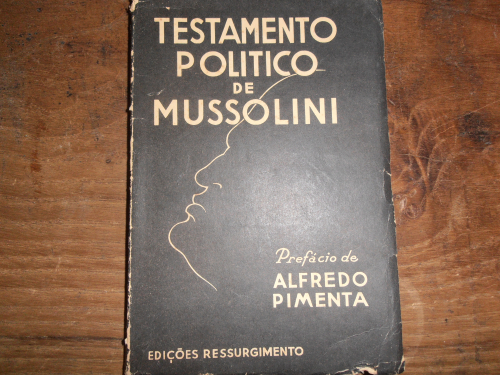 TESTAMENTO
POLITICO
DE
MUSSOLINI
Prefácio de
ALFREDO
PIMENTA
EDIÇÕES RESSURGIMENTO